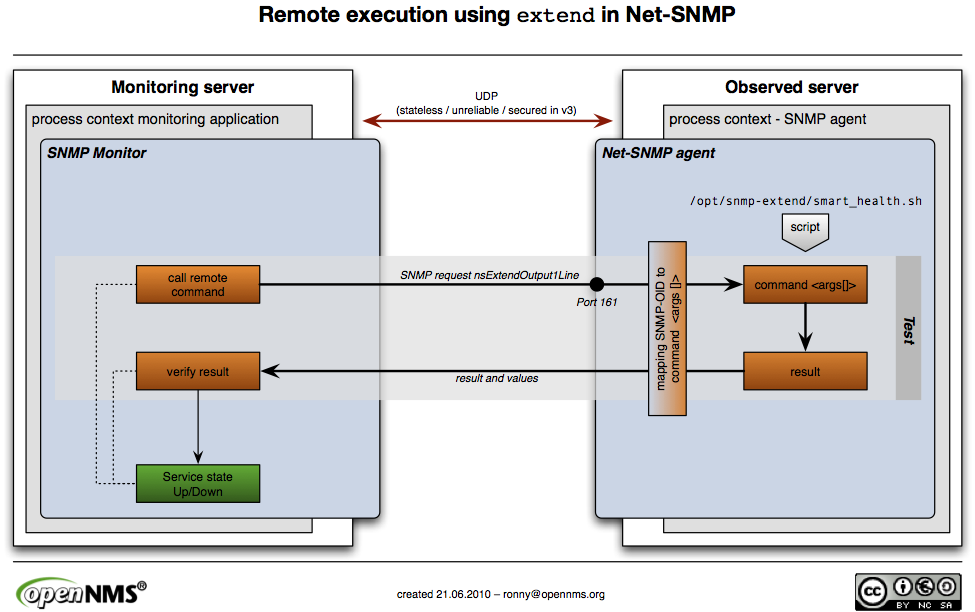 Remote execution using extend in Net-SNMP
Monitoring server
process context monitoring application
SNMP Monitor
UDP
(stateless / unreliable / secured in v3)
Observed server
process context - SNMP agent
Net-SNMP agent
/opt/snmp-extend/smart_health.sh
script
call remote
command
SNMP request nsExtendOutput1Line
Port 161
mapping SNMP-OID to
command <args []>
command <args[]>
Test
verify result
result and values
result
Service state
Up/Down
openNMS®
created 21.06.2010 – ronny@opennms.org
cc
BY NC SA